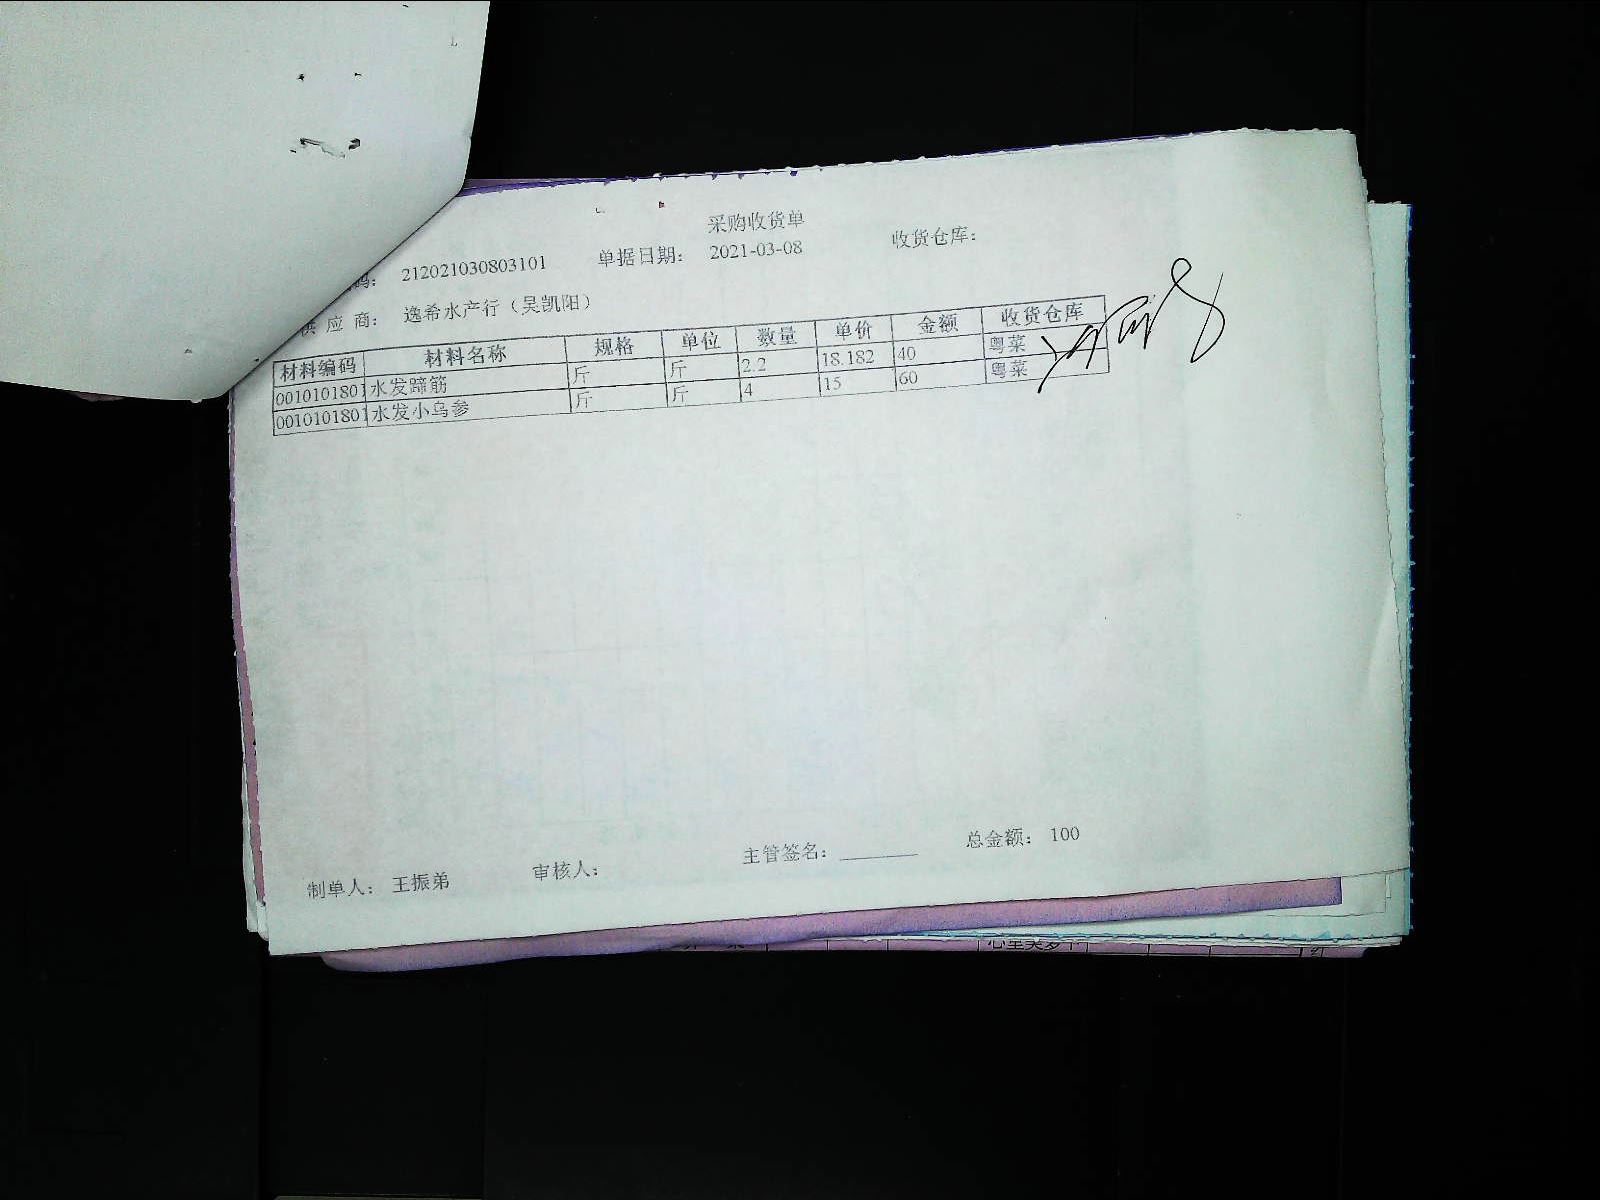 采购收货单
码： 212021030803101 单据日期： 2021-03-08 收货仓库：
供 应 商： 逸希水产行（吴凯阳）
材料编码 材料名称 规格 单位 数量 单价 金额 收货仓库
0010101801 水发蹄筋 斤 斤 2.2 18.182 40 粤菜
0010101801 水发小乌参 斤 斤 4 15 60 粤菜
制单人： 王振弟 审核人： 主管签名： 总金额： 100